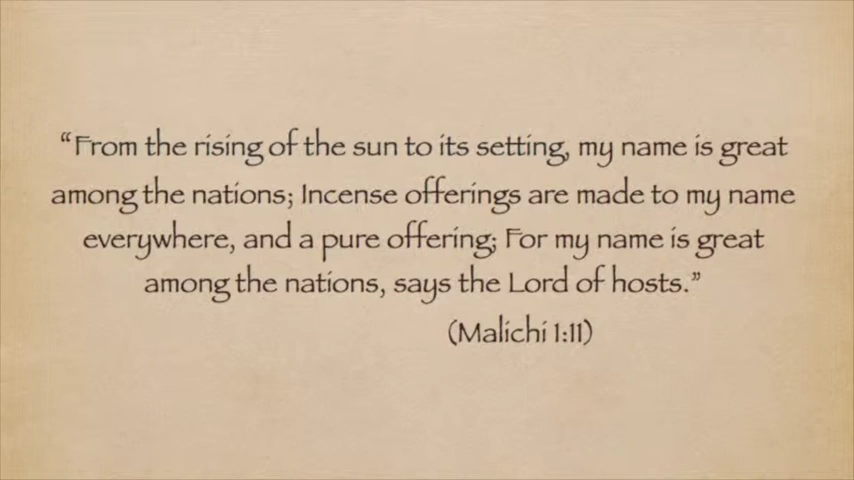 “From the rising of the sun to its setting, my name is great
among the nations; Incense offerings are made to my name
everywhere, and a pure offering; For my name is great
among the nations, says the Lord of hosts.”
(Malichi 1:11)